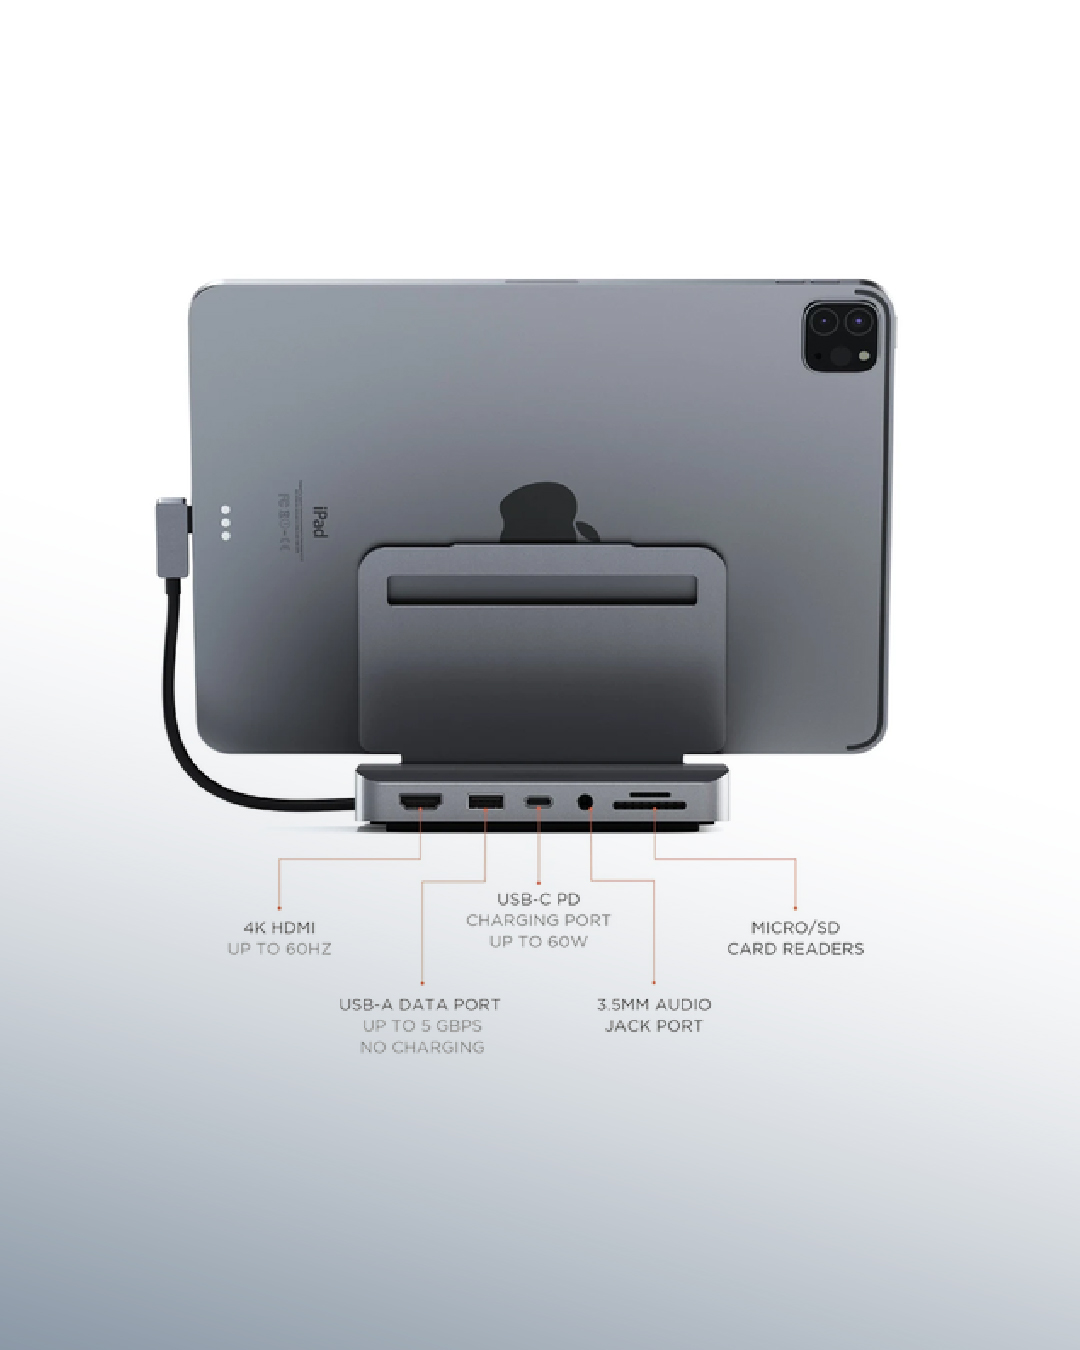 iPad
4K HDMI
UP TO 60HZ
USB-C PD
CHARGING PORT
UP TO 60W
MICRO/SD
CARD READERS
USB-A DATA PORT
UP TO 5 GBPS
NO CHARGING
3.5MM AUDIO
JACK PORT